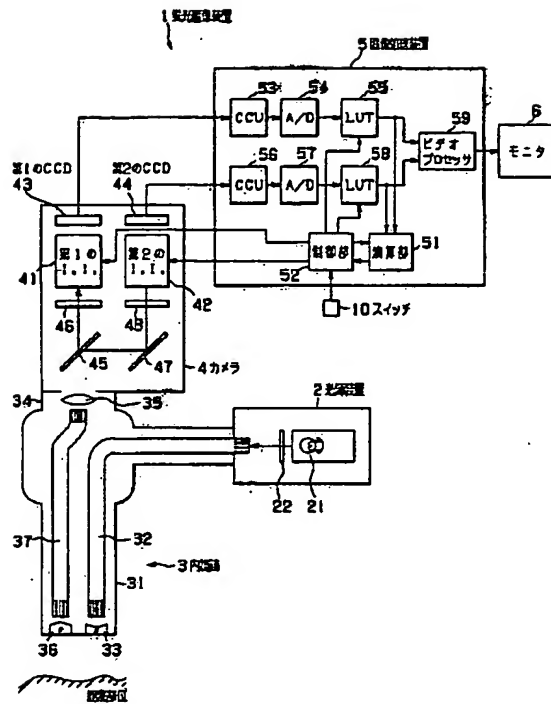 1 蛍光画像装置
5 画像処理装置
53
54
55
CCU
A/D
LUT
59
ビデオ
プロセッサ
6
モニタ
第1のCCD
43
第2のCCD
44
56
57
58
CCU
A/D
LUT
41
第1の
I.I.
第2の
I.I.
42
制御部
52
演算部
51
46
48
10スイッチ
45
47
4カメラ
34
35
2光源装置
22
21
37
32
3内視鏡
31
36
33